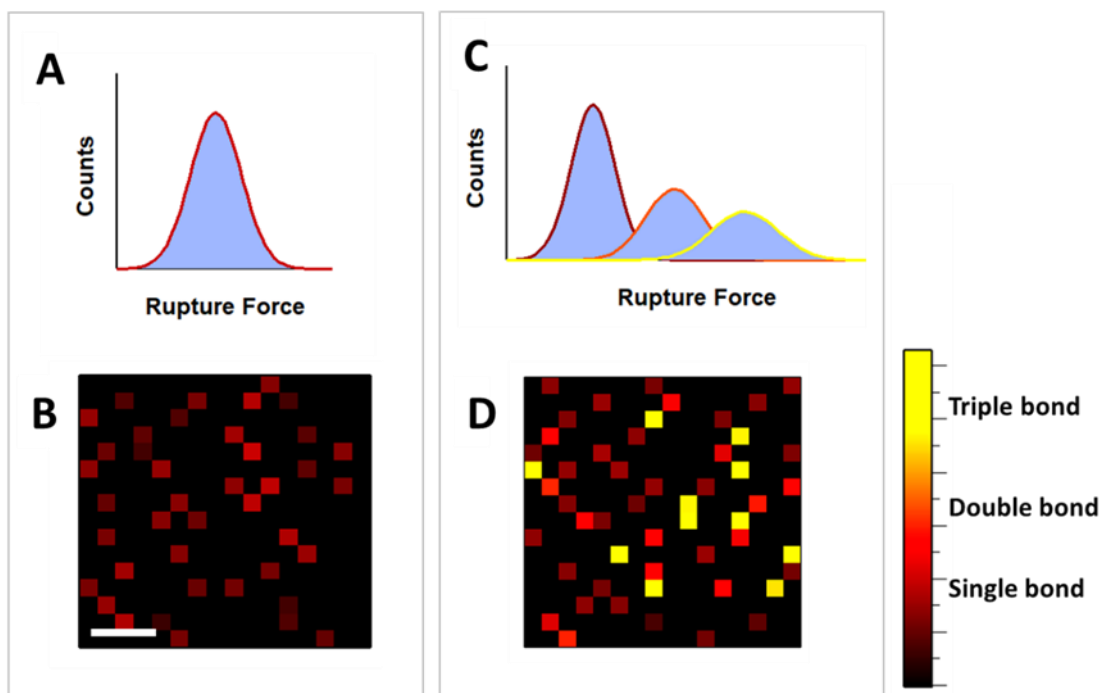 A
Counts
Rupture Force
B
C
Counts
Rupture Force
D
Triple bond
Double bond
Single bond